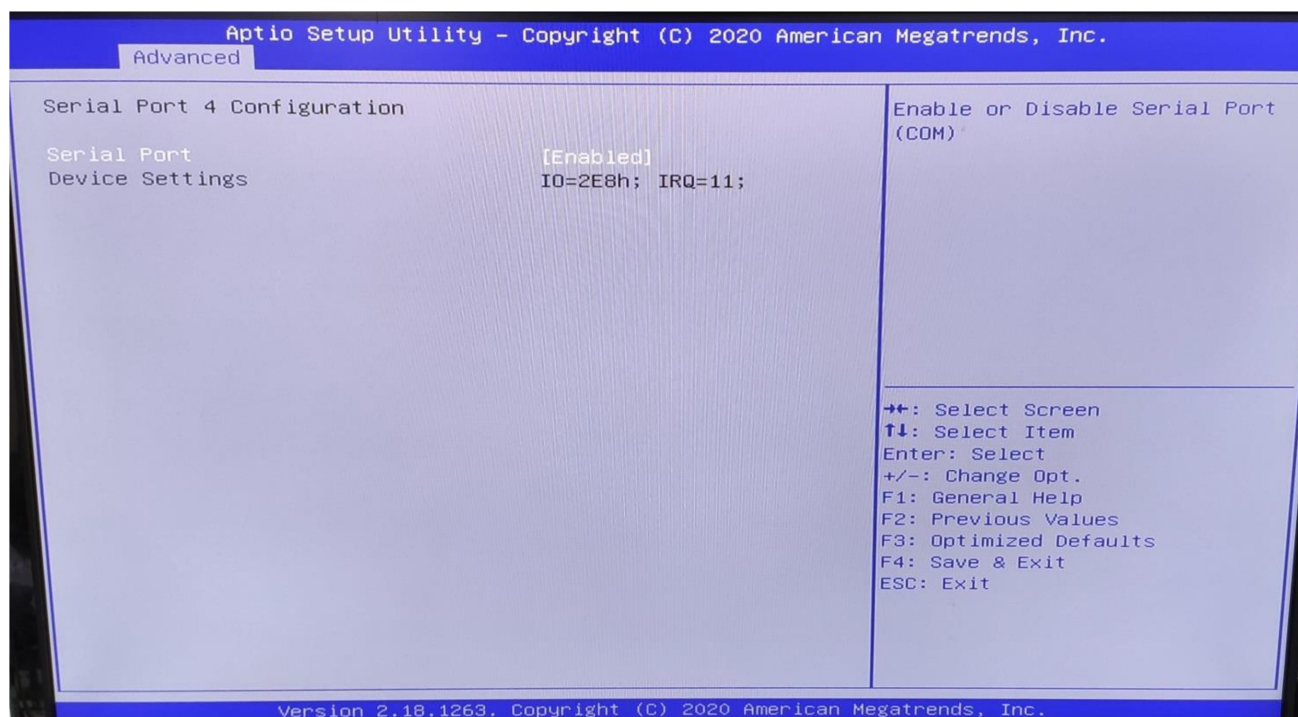 Aptio Setup Utility – Copyright (C) 2020 American Megatrends, Inc.
Advanced
Serial Port 4 Configuration
Serial Port [Enabled]
Device Settings IO=2E8h; IRQ=11;
Enable or Disable Serial Port
(COM)
→←: Select Screen
↑↓: Select Item
Enter: Select
+/-: Change Opt.
F1: General Help
F2: Previous Values
F3: Optimized Defaults
F4: Save & Exit
ESC: Exit
Version 2.18.1263. Copyright (C) 2020 American Megatrends, Inc.